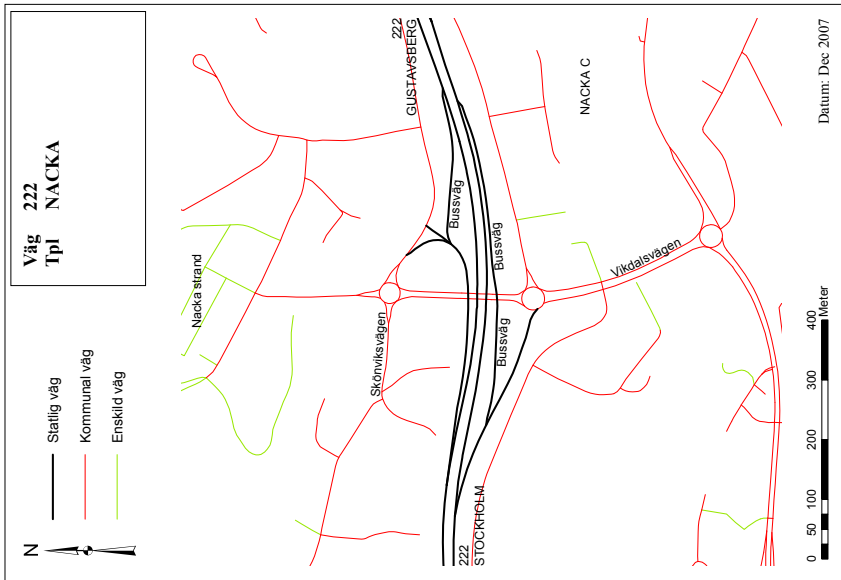 Väg 222
Tpl NACKA
N
Statlig väg
Kommunal väg
Enskild väg
Nacka strand
Skönviksvägen
222
GUSTAVSBERG
Bussväg
Bussväg
Bussväg
NACKA C
Vikdalsvägen
222
STOCKHOLM
0 50 100 200 300 400
Meter
Datum: Dec 2007